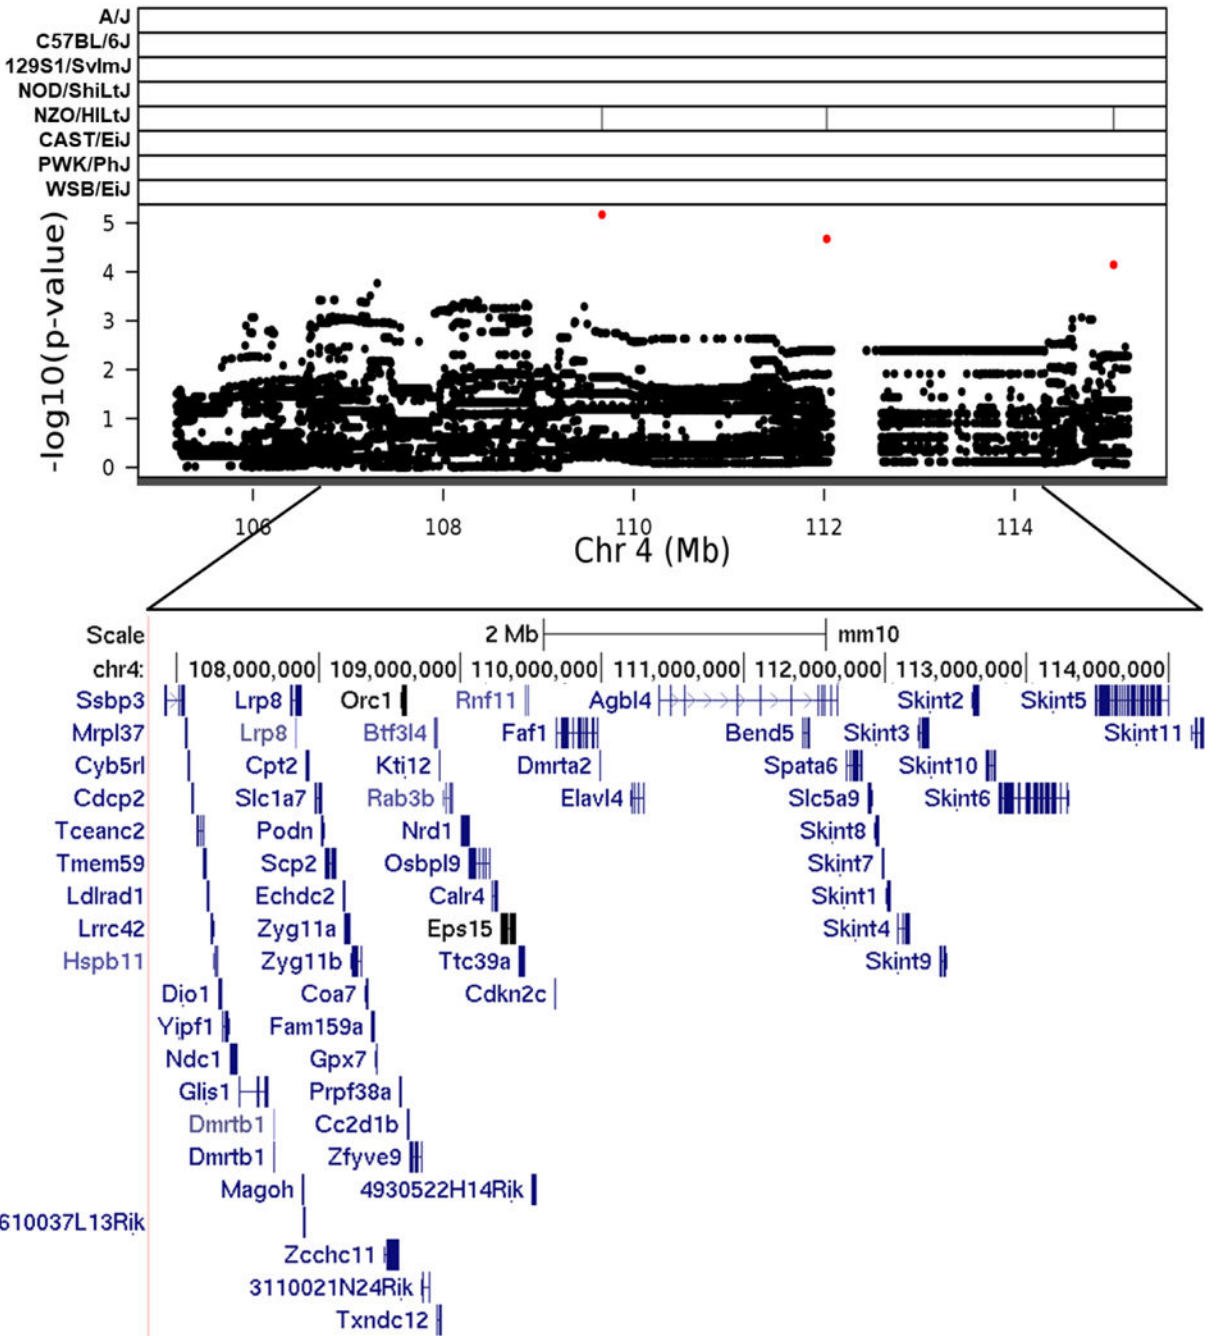 A/J
C57BL/6J
129S1/SvImJ
NOD/ShiLtJ
NZO/HlLtJ
CAST/EiJ
PWK/PhJ
WSB/EiJ
-log10(p-value)
5
4
3
2
1
0
106 108 110 112 114
Chr 4 (Mb)
Scale 2 Mb mm10
chr4: 108,000,000 109,000,000 110,000,000 111,000,000 112,000,000 113,000,000 114,000,000
Ssbp3 Lrp8 Orc1 Rnf11 Agbl4 Skint2 Skint5
Mrpl37 Lrp8 Btf3l4 Faf1 Bend5 Skint3 Skint11
Cyb5rl Cpt2 Kti12 Dmrta2 Spata6 Skint10
Cdcp2 Slc1a7 Rab3b Elavl4 Slc5a9 Skint6
Tceanc2 Podn Nrd1 Skint8
Tmem59 Scp2 Osbpl9 Skint7
Ldlrad1 Echdc2 Calr4 Skint1
Lrrc42 Zyg11a Eps15 Skint4
Hspb11 Zyg11b Ttc39a Skint9
Dio1 Coa7 Cdkn2c
Yipf1 Fam159a
Ndc1 Gpx7
Glis1 Prpf38a
Dmrtb1 Cc2d1b
Dmrtb1 Zfyve9
Magoh 4930522H14Rik
610037L13Rik
Zcchc11
3110021N24Rik
Txndc12